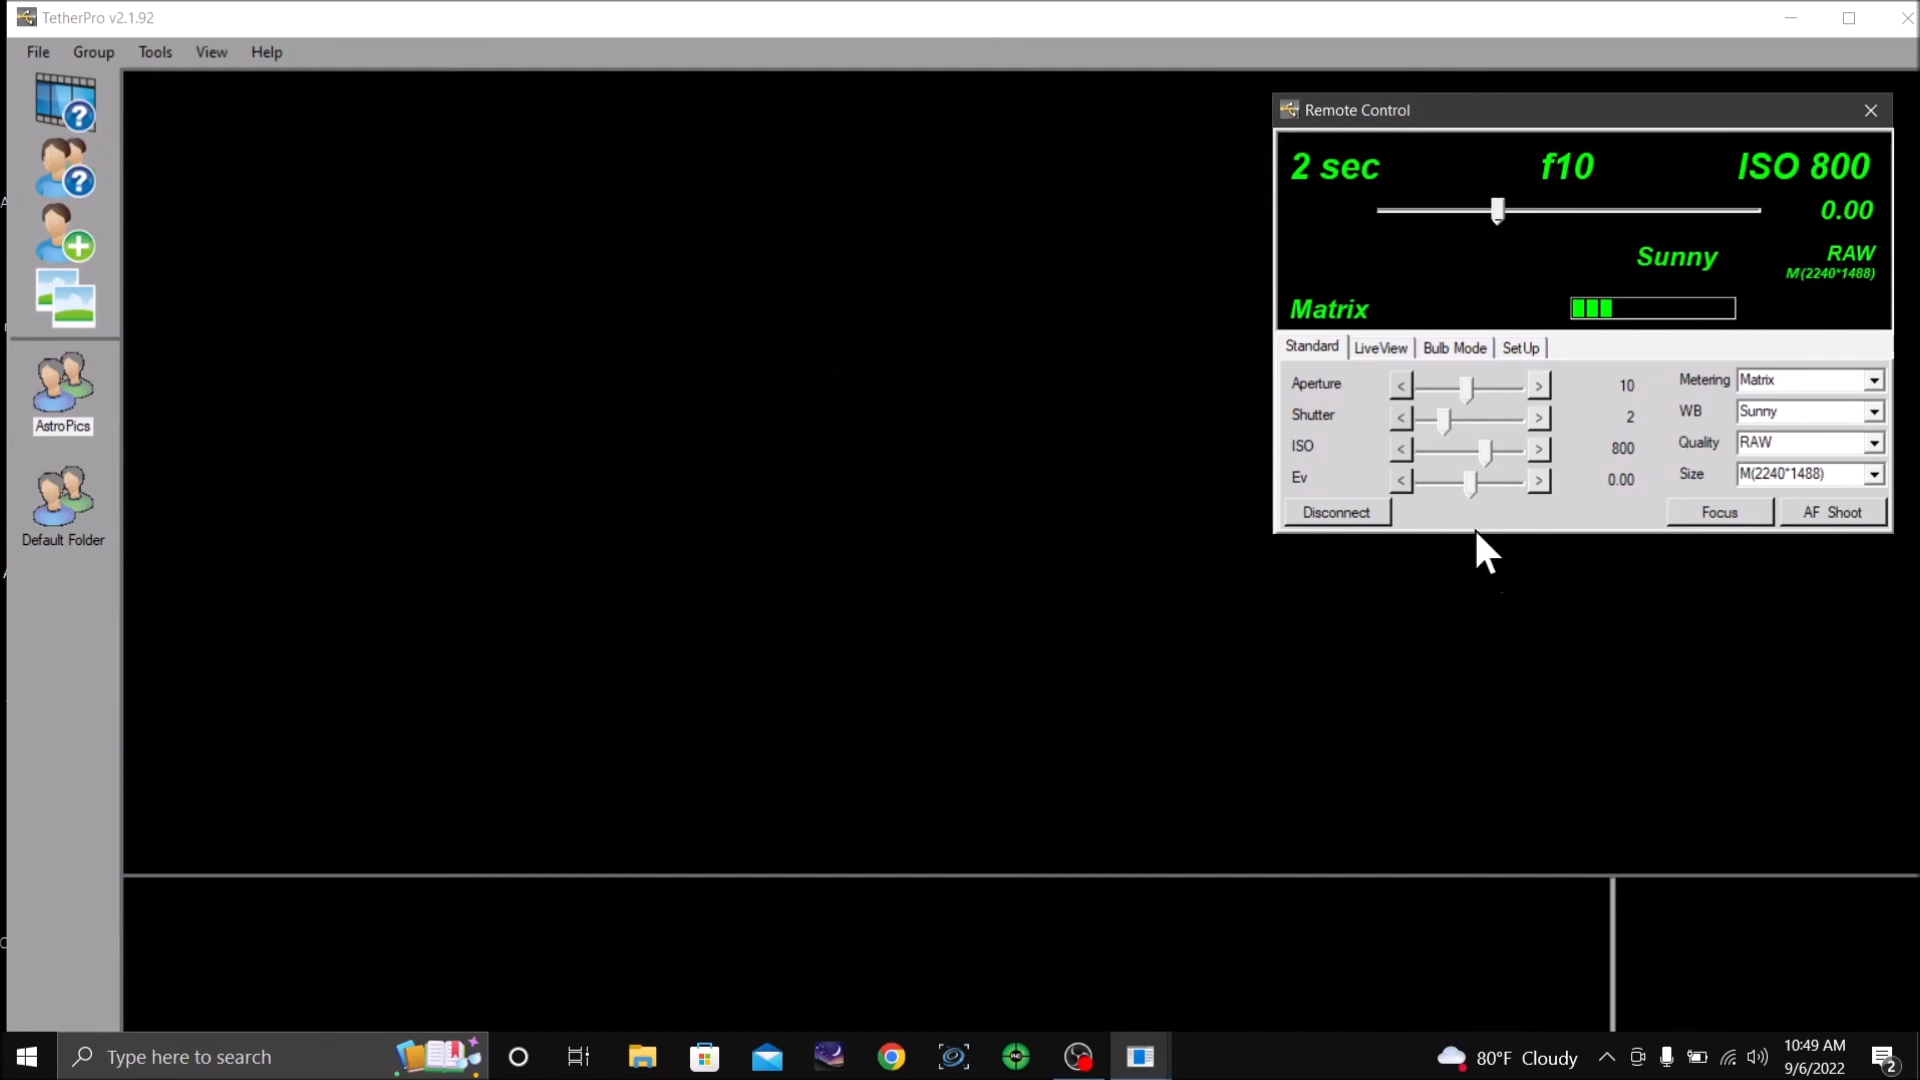 TetherPro v2.1.92
File Group Tools View Help
Remote Control
2 sec f10 ISO 800
0.00
Sunny RAW
M(2240*1488)
Matrix
Standard LiveView Bulb Mode SetUp
Aperture < > 10 Metering Matrix
Shutter < > 2 WB Sunny
ISO < > 800 Quality RAW
Ev < > 0.00 Size M(2240*1488)
Disconnect Focus AF Shoot
AstroPics
Default Folder
Type here to search
PHD
80°F Cloudy
10:49 AM
9/6/2022
2